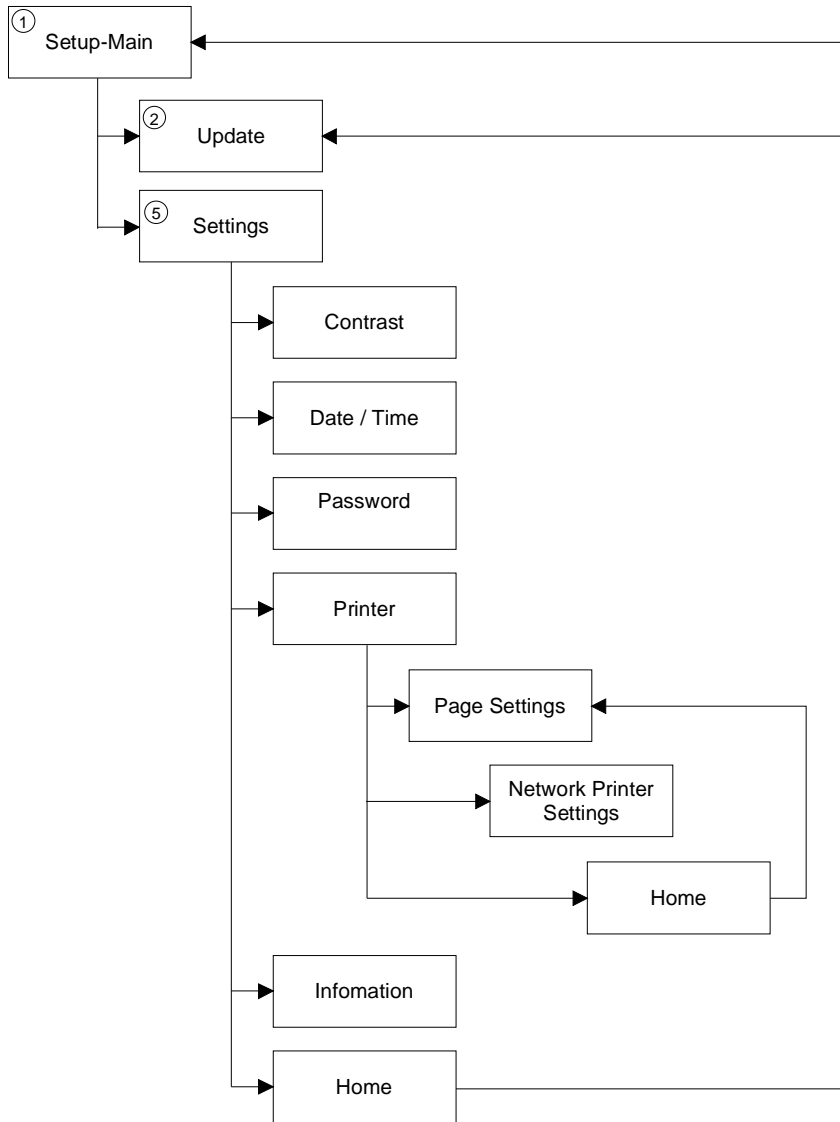 1
Setup-Main
2
Update
5
Settings
Contrast
Date / Time
Password
Printer
Page Settings
Network Printer
Settings
Home
Infomation
Home